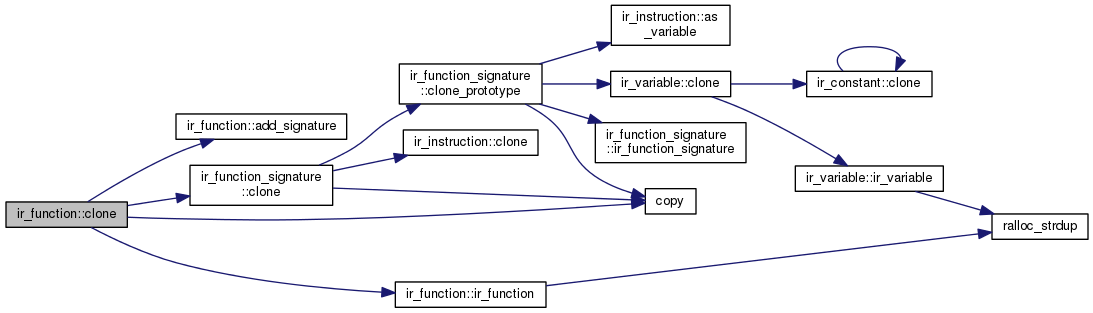 ir_instruction::as
_variable
ir_function_signature
::clone_prototype
ir_variable::clone
ir_constant::clone
ir_function::add_signature
ir_instruction::clone
ir_function_signature
::ir_function_signature
ir_function_signature
::clone
ir_variable::ir_variable
ir_function::clone
copy
ralloc_strdup
ir_function::ir_function